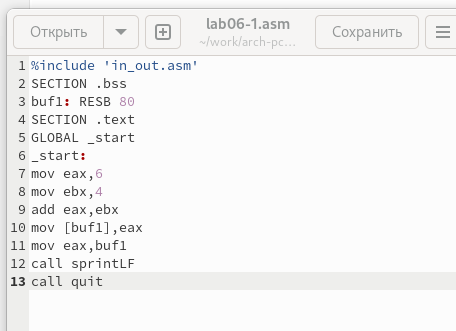 Открыть
lab06-1.asm
~/work/arch-pc...
Сохранить
1 %include 'in_out.asm'
2 SECTION .bss
3 buf1: RESB 80
4 SECTION .text
5 GLOBAL _start
6 _start:
7 mov eax,6
8 mov ebx,4
9 add eax,ebx
10 mov [buf1],eax
11 mov eax,buf1
12 call sprintLF
13 call quit